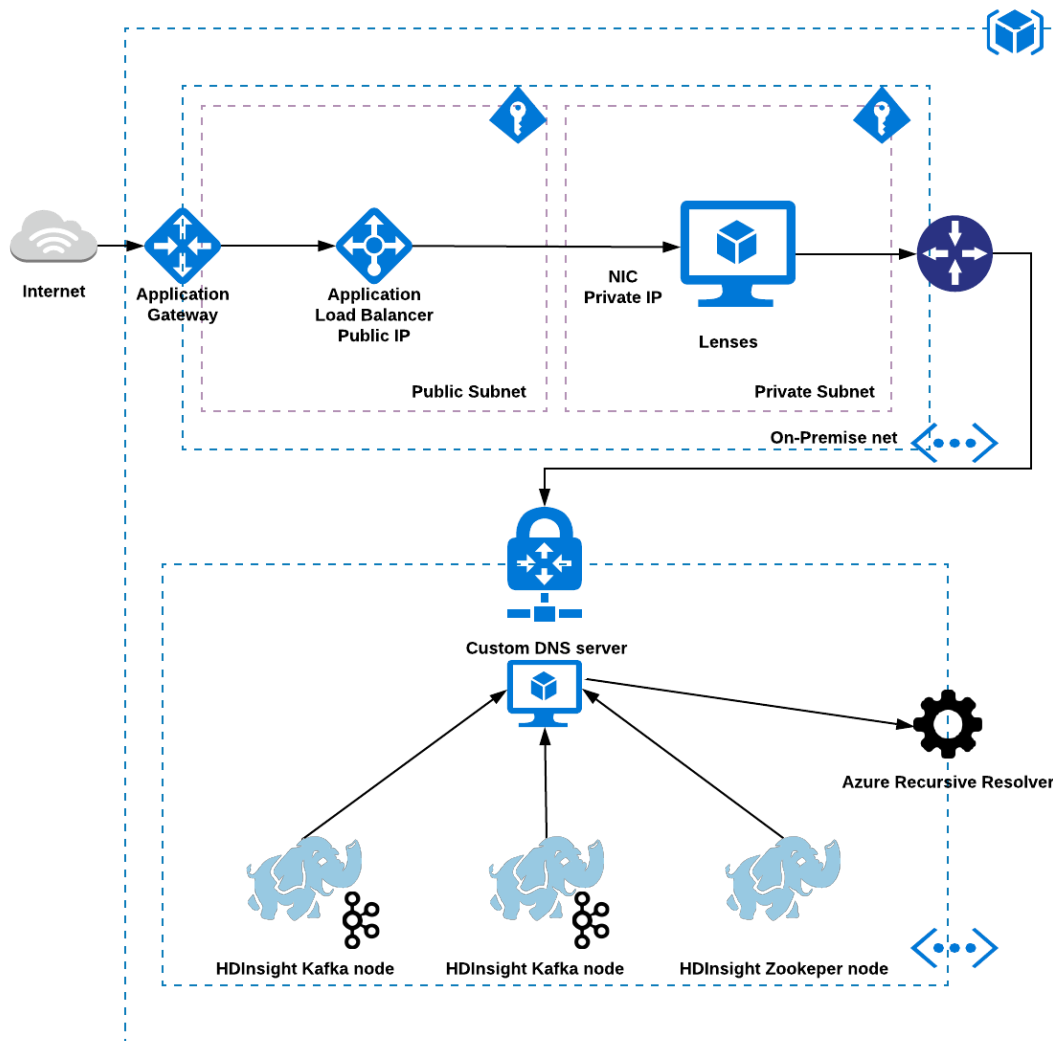 Internet
Application
Gateway
Application
Load Balancer
Public IP
NIC
Private IP
Lenses
Public Subnet
Private Subnet
On-Premise net
Custom DNS server
Azure Recursive Resolver
HDInsight Kafka node
HDInsight Kafka node
HDInsight Zookeper node